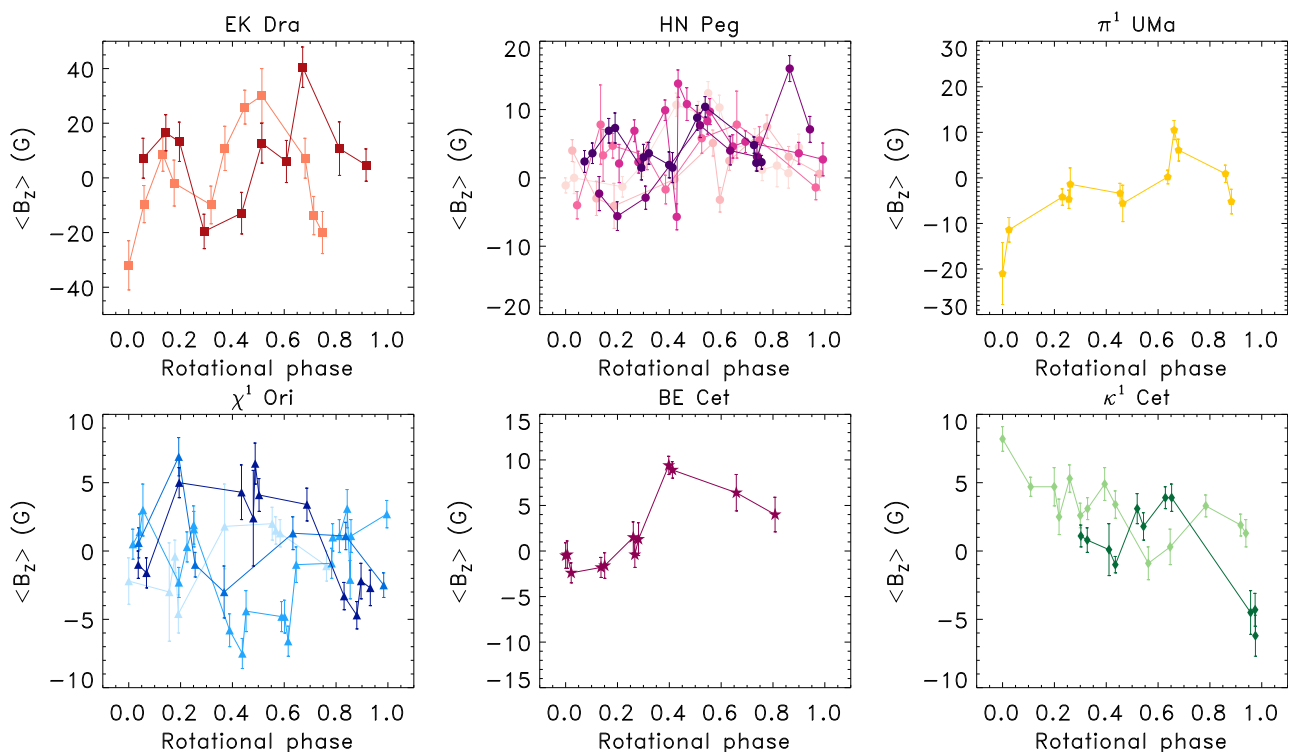 EK Dra
40
20
0
−20
−40
<B_Z> (G)
0.0 0.2 0.4 0.6 0.8 1.0
Rotational phase
HN Peg
20
10
0
−10
−20
<B_Z> (G)
0.0 0.2 0.4 0.6 0.8 1.0
Rotational phase
π¹ UMa
30
20
10
0
−10
−20
−30
<B_Z> (G)
0.0 0.2 0.4 0.6 0.8 1.0
Rotational phase
χ¹ Ori
10
5
0
−5
−10
<B_Z> (G)
0.0 0.2 0.4 0.6 0.8 1.0
Rotational phase
BE Cet
15
10
5
0
−5
−10
−15
<B_Z> (G)
0.0 0.2 0.4 0.6 0.8 1.0
Rotational phase
κ¹ Cet
10
5
0
−5
−10
<B_Z> (G)
0.0 0.2 0.4 0.6 0.8 1.0
Rotational phase